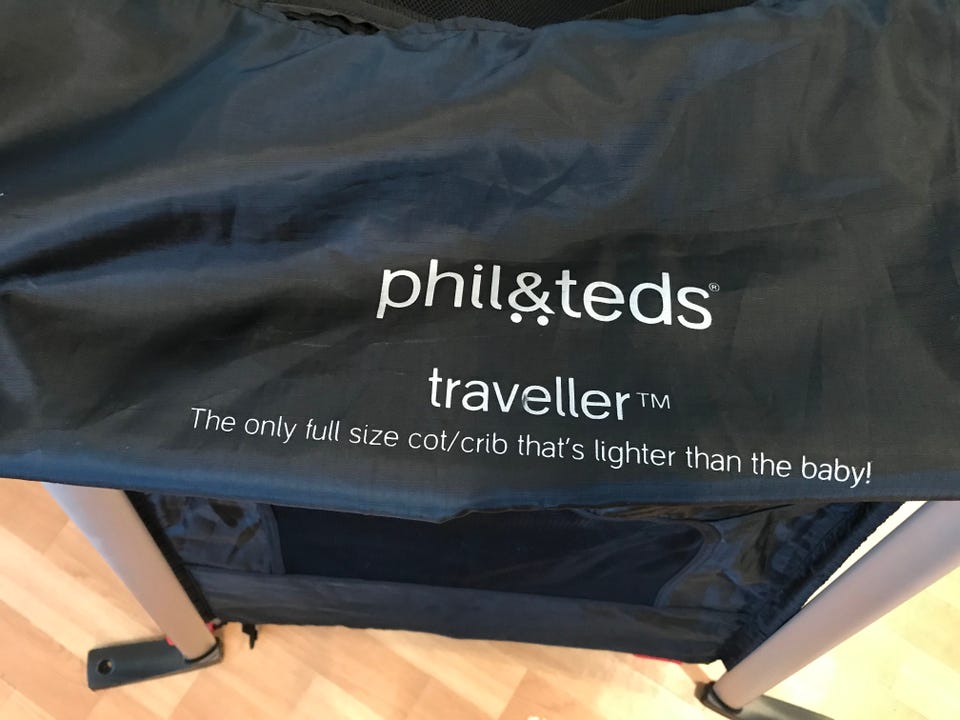 phil&teds®
traveller™
The only full size cot/crib that's lighter than the baby!